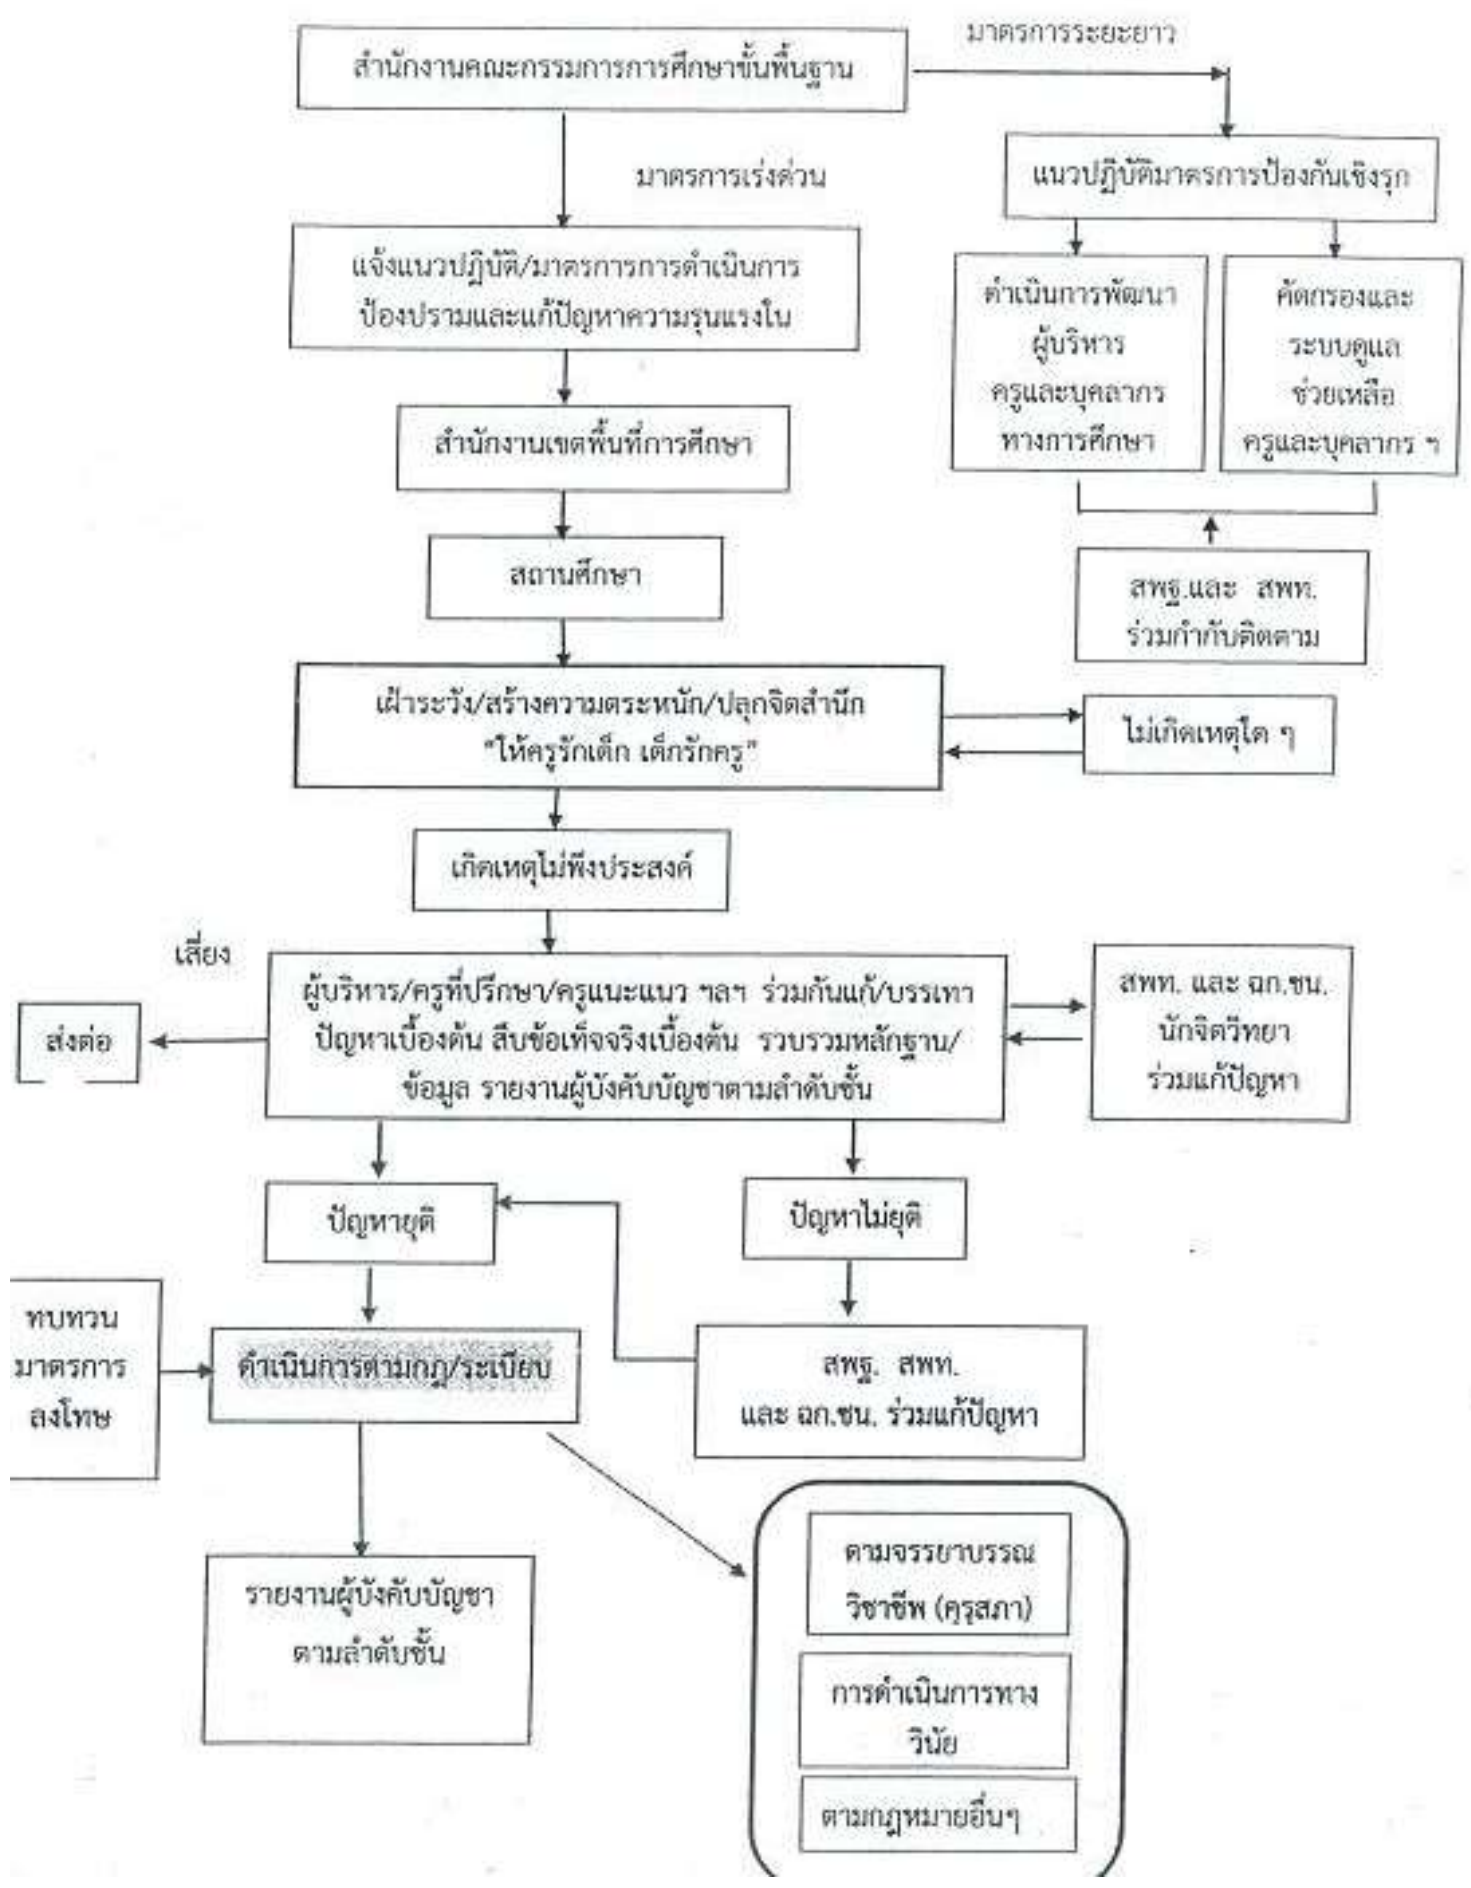 มาตรการระยะยาว
สำนักงานคณะกรรมการการศึกษาขั้นพื้นฐาน
มาตรการเร่งด่วน
แนวปฏิบัติมาตรการป้องกันเชิงรุก
แจ้งแนวปฏิบัติ/มาตรการการดำเนินการ
ป้องปรามและแก้ปัญหาความรุนแรงใน
ดำเนินการพัฒนา
ผู้บริหาร
ครูและบุคลากร
ทางการศึกษา
คัดกรองและ
ระบบดูแล
ช่วยเหลือ
ครูและบุคลากร ฯ
สำนักงานเขตพื้นที่การศึกษา
สถานศึกษา
สพฐ.และ สพท.
ร่วมกำกับติดตาม
เฝ้าระวัง/สร้างความตระหนัก/ปลุกจิตสำนึก
"ให้ครูรักเด็ก เด็กรักครู"
ไม่เกิดเหตุใด ๆ
เกิดเหตุไม่พึงประสงค์
เสี่ยง
ส่งต่อ
ผู้บริหาร/ครูที่ปรึกษา/ครูแนะแนว ฯลฯ ร่วมกันแก้/บรรเทา
ปัญหาเบื้องต้น สืบข้อเท็จจริงเบื้องต้น รวบรวมหลักฐาน/
ข้อมูล รายงานผู้บังคับบัญชาตามลำดับชั้น
สพท. และ ฉก.ชน.
นักจิตวิทยา
ร่วมแก้ปัญหา
ปัญหายุติ
ปัญหาไม่ยุติ
ทบทวน
มาตรการ
ลงโทษ
ดำเนินการตามกฎ/ระเบียบ
สพฐ. สพท.
และ ฉก.ชน. ร่วมแก้ปัญหา
รายงานผู้บังคับบัญชา
ตามลำดับชั้น
ตามจรรยาบรรณ
วิชาชีพ (คุรุสภา)
การดำเนินการทาง
วินัย
ตามกฎหมายอื่นๆ